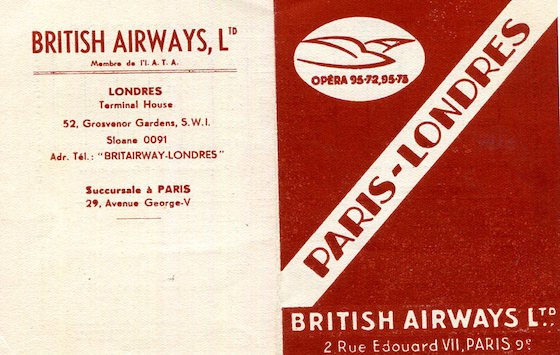 BRITISH AIRWAYS, LTD
Membre de l'I. A. T. A.
LONDRES
Terminal House
52, Grosvenor Gardens, S.W.I.
Sloane 0091
Adr. Tél.: "BRITAIRWAY-LONDRES"
Succursale à PARIS
29, Avenue George-V
OPÉRA 95-72, 95-73
PARIS-LONDRES
BRITISH AIRWAYS LTD
2 Rue Edouard VII, PARIS 9e